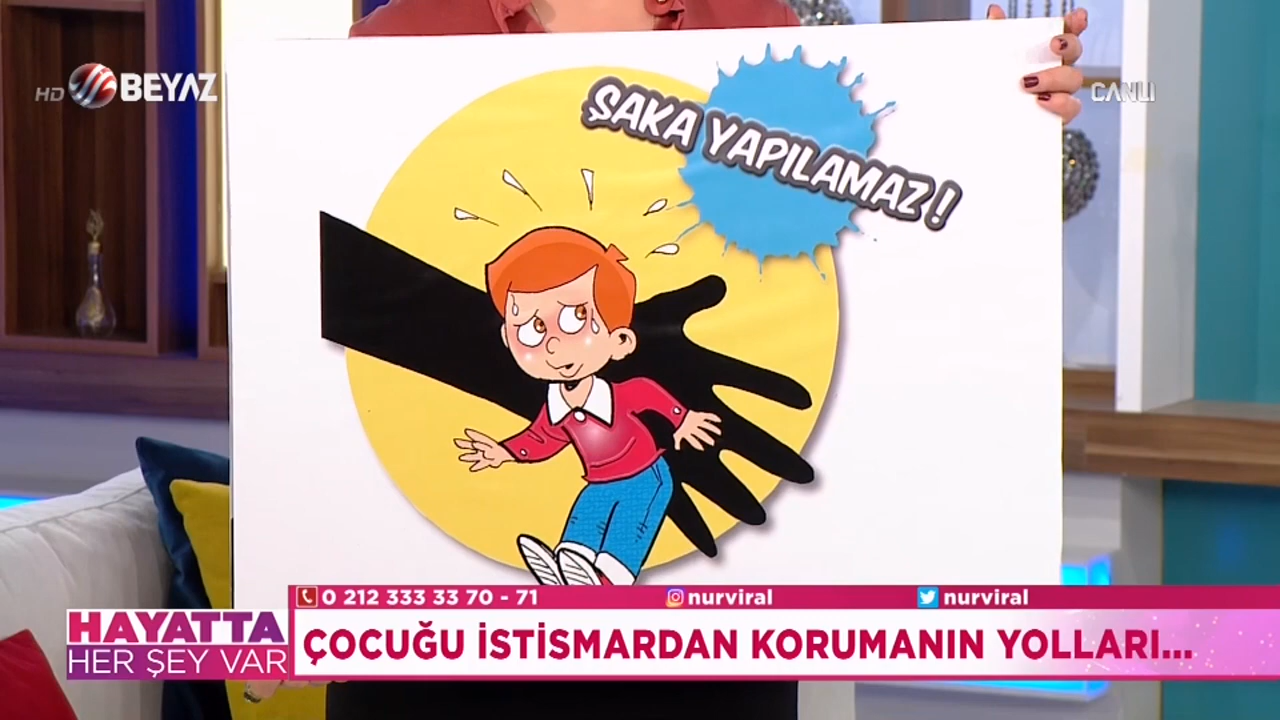 HD BEYAZ
CANLI
ŞAKA YAPILAMAZ!
0 212 333 33 70 - 71
nurviral
nurviral
HAYATTA
HER ŞEY VAR
ÇOCUĞU İSTİSMARDAN KORUMANIN YOLLARI...